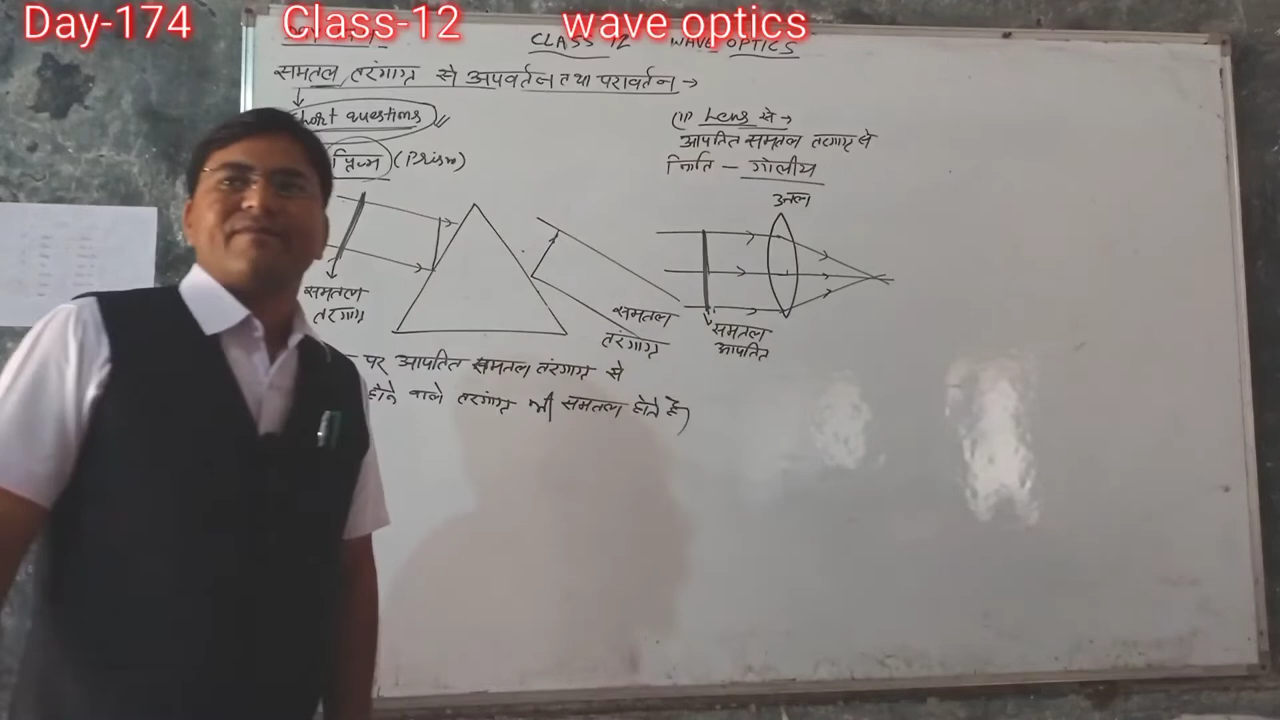 Day-174 Class-12 wave optics
CLASS 12 WAVE OPTICS
समतल तरंगाग्र से अपवर्तन तथा परावर्तन →
Short questions
प्रिज्म (Prism)
समतल
तरंगाग्र
समतल
तरंगाग्र
पर आपतित समतल तरंगाग्र से
होने वाले तरंगाग्र भी समतल होते है
Lens से →
आपतित समतल तरंगाग्र से
निर्गत – गोलीय
उत्तल
समतल
आपतित